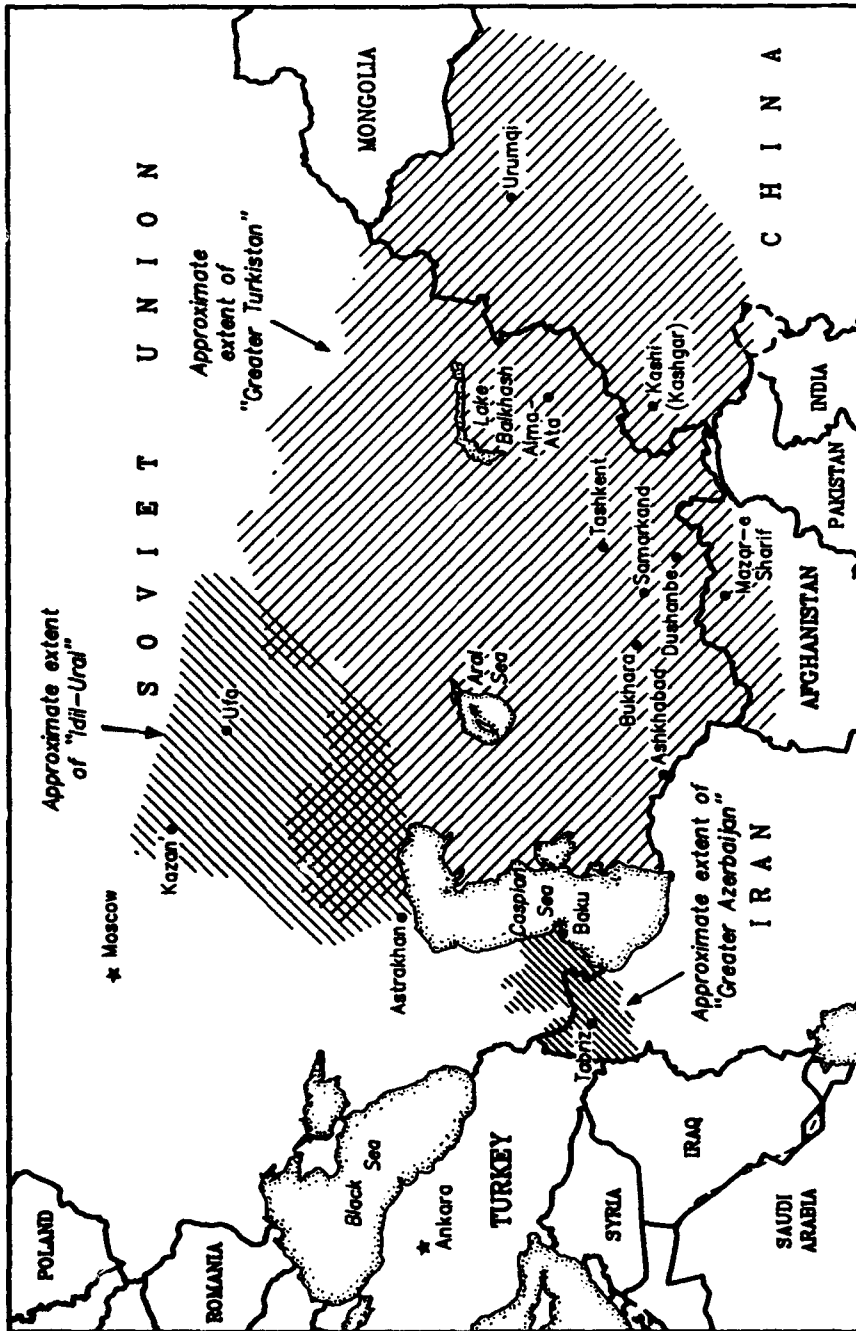 SOVIET UNION
Approximate extent
of "Idil-Ural"
Approximate
extent of
"Greater Turkistan"
MONGOLIA
POLAND
ROMANIA
Moscow
Kazan'
Ufa
Astrakhan
Black
Sea
Ankara
TURKEY
Caspian
Sea
Baku
Tabriz
Aral
Sea
Lake
Balkhash
Alma-
Ata
Urumqi
Tashkent
Samarkand
Bukhara
Dushanbe
Ashkhabad
Kashi
(Kashgar)
CHINA
Mazar-e
Sharif
SYRIA
IRAQ
SAUDI
ARABIA
Approximate extent of
"Greater Azerbaijan"
IRAN
AFGHANISTAN
PAKISTAN
INDIA